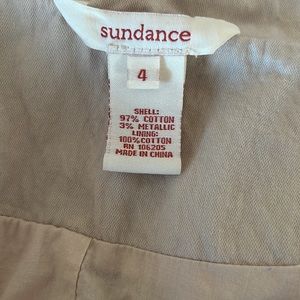 sundance
4
SHELL:
97% COTTON
3% METALLIC
LINING:
100%COTTON
RN 106205
MADE IN CHINA